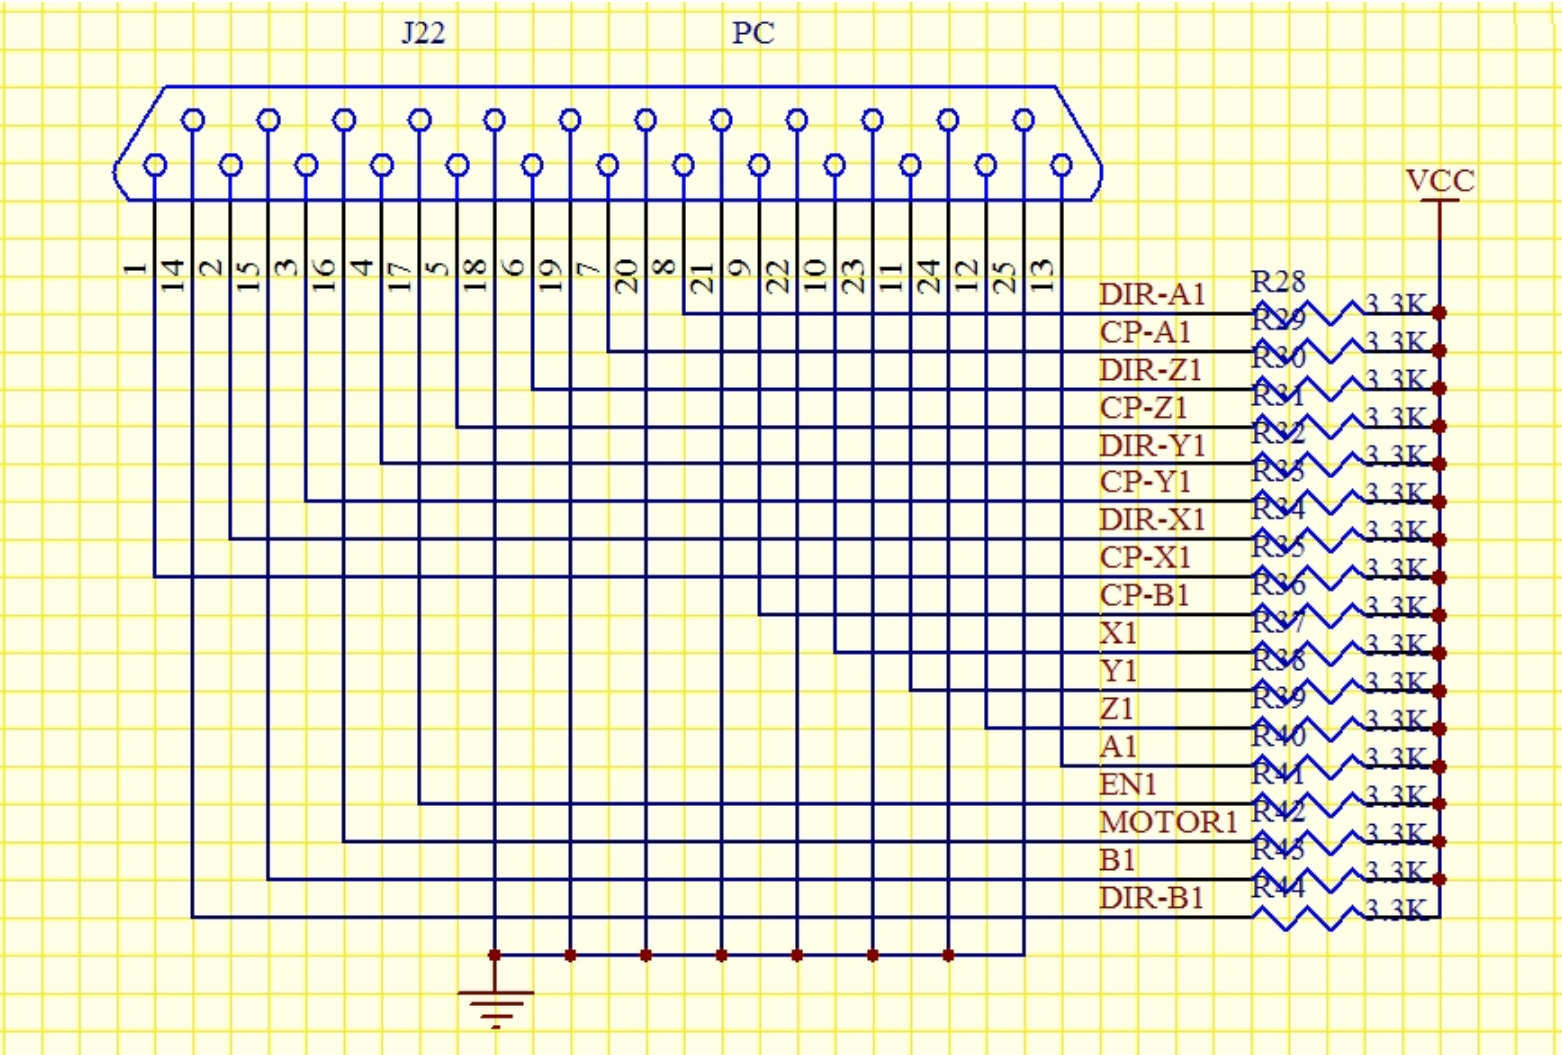 J22 PC
VCC
1 14 2 15 3 16 4 17 5 18 6 19 7 20 8 21 9 22 10 23 11 24 12 25 13
R28
DIR-A1 3.3K
R29
CP-A1 3.3K
R30
DIR-Z1 3.3K
R31
CP-Z1 3.3K
R32
DIR-Y1 3.3K
R33
CP-Y1 3.3K
R34
DIR-X1 3.3K
R35
CP-X1 3.3K
R36
CP-B1 3.3K
R37
X1 3.3K
R38
Y1 3.3K
R39
Z1 3.3K
R40
A1 3.3K
R41
EN1 3.3K
R42
MOTOR1 3.3K
R43
B1 3.3K
R44
DIR-B1 3.3K